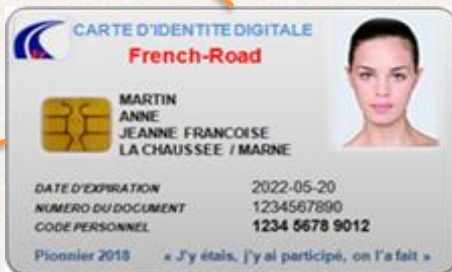 CARTE D'IDENTITE DIGITALE
French-Road
MARTIN
ANNE
JEANNE FRANCOISE
LA CHAUSSEE / MARNE
DATE D'EXPIRATION 2022-05-20
NUMERO DU DOCUMENT 1234567890
CODE PERSONNEL 1234 5678 9012
Pionnier 2018 « J'y étais, j'y ai participé, on l'a fait »